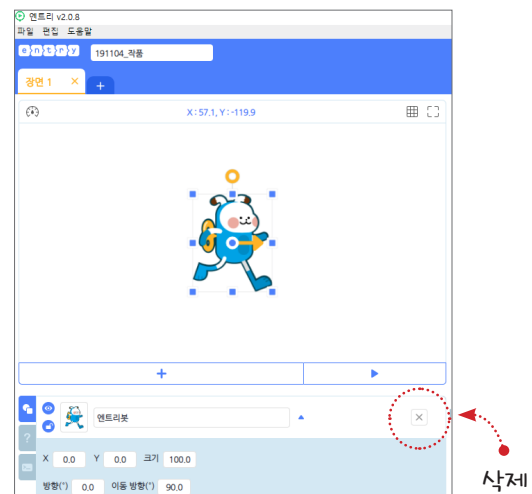 엔트리 v2.0.8
파일 편집 도움말
entry 191104_작품
장면 1 × +
X : 57.1, Y : -119.9
+
엔트리봇 ×
?
X 0.0 Y 0.0 크기 100.0
방향(°) 0.0 이동 방향(°) 90.0
삭제